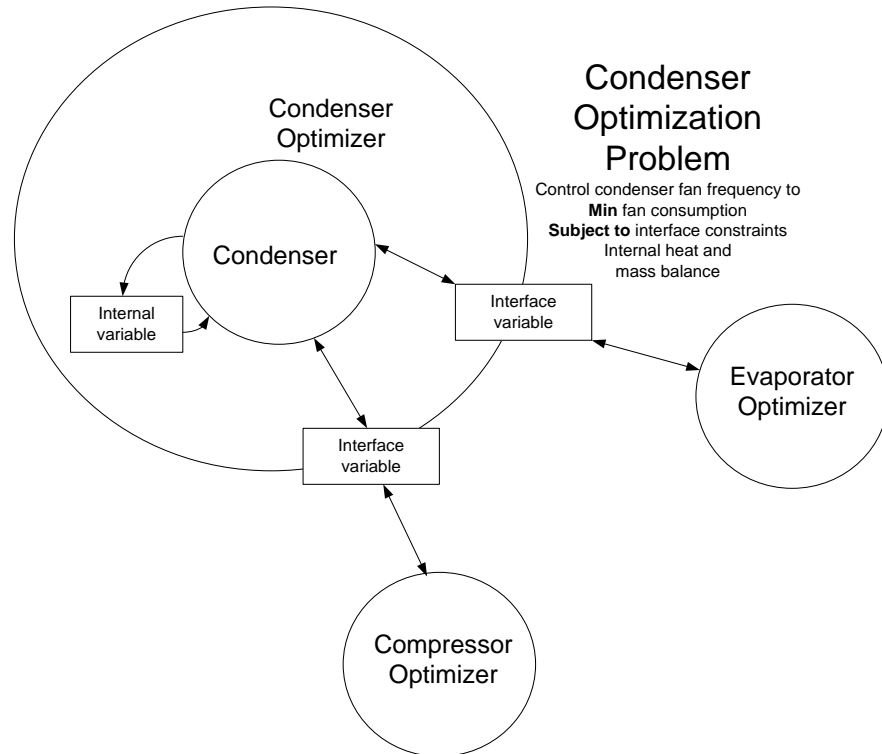 Condenser
Optimization
Problem
Control condenser fan frequency to
Min fan consumption
Subject to interface constraints
Internal heat and
mass balance
Condenser
Optimizer
Condenser
Internal
variable
Interface
variable
Evaporator
Optimizer
Interface
variable
Compressor
Optimizer